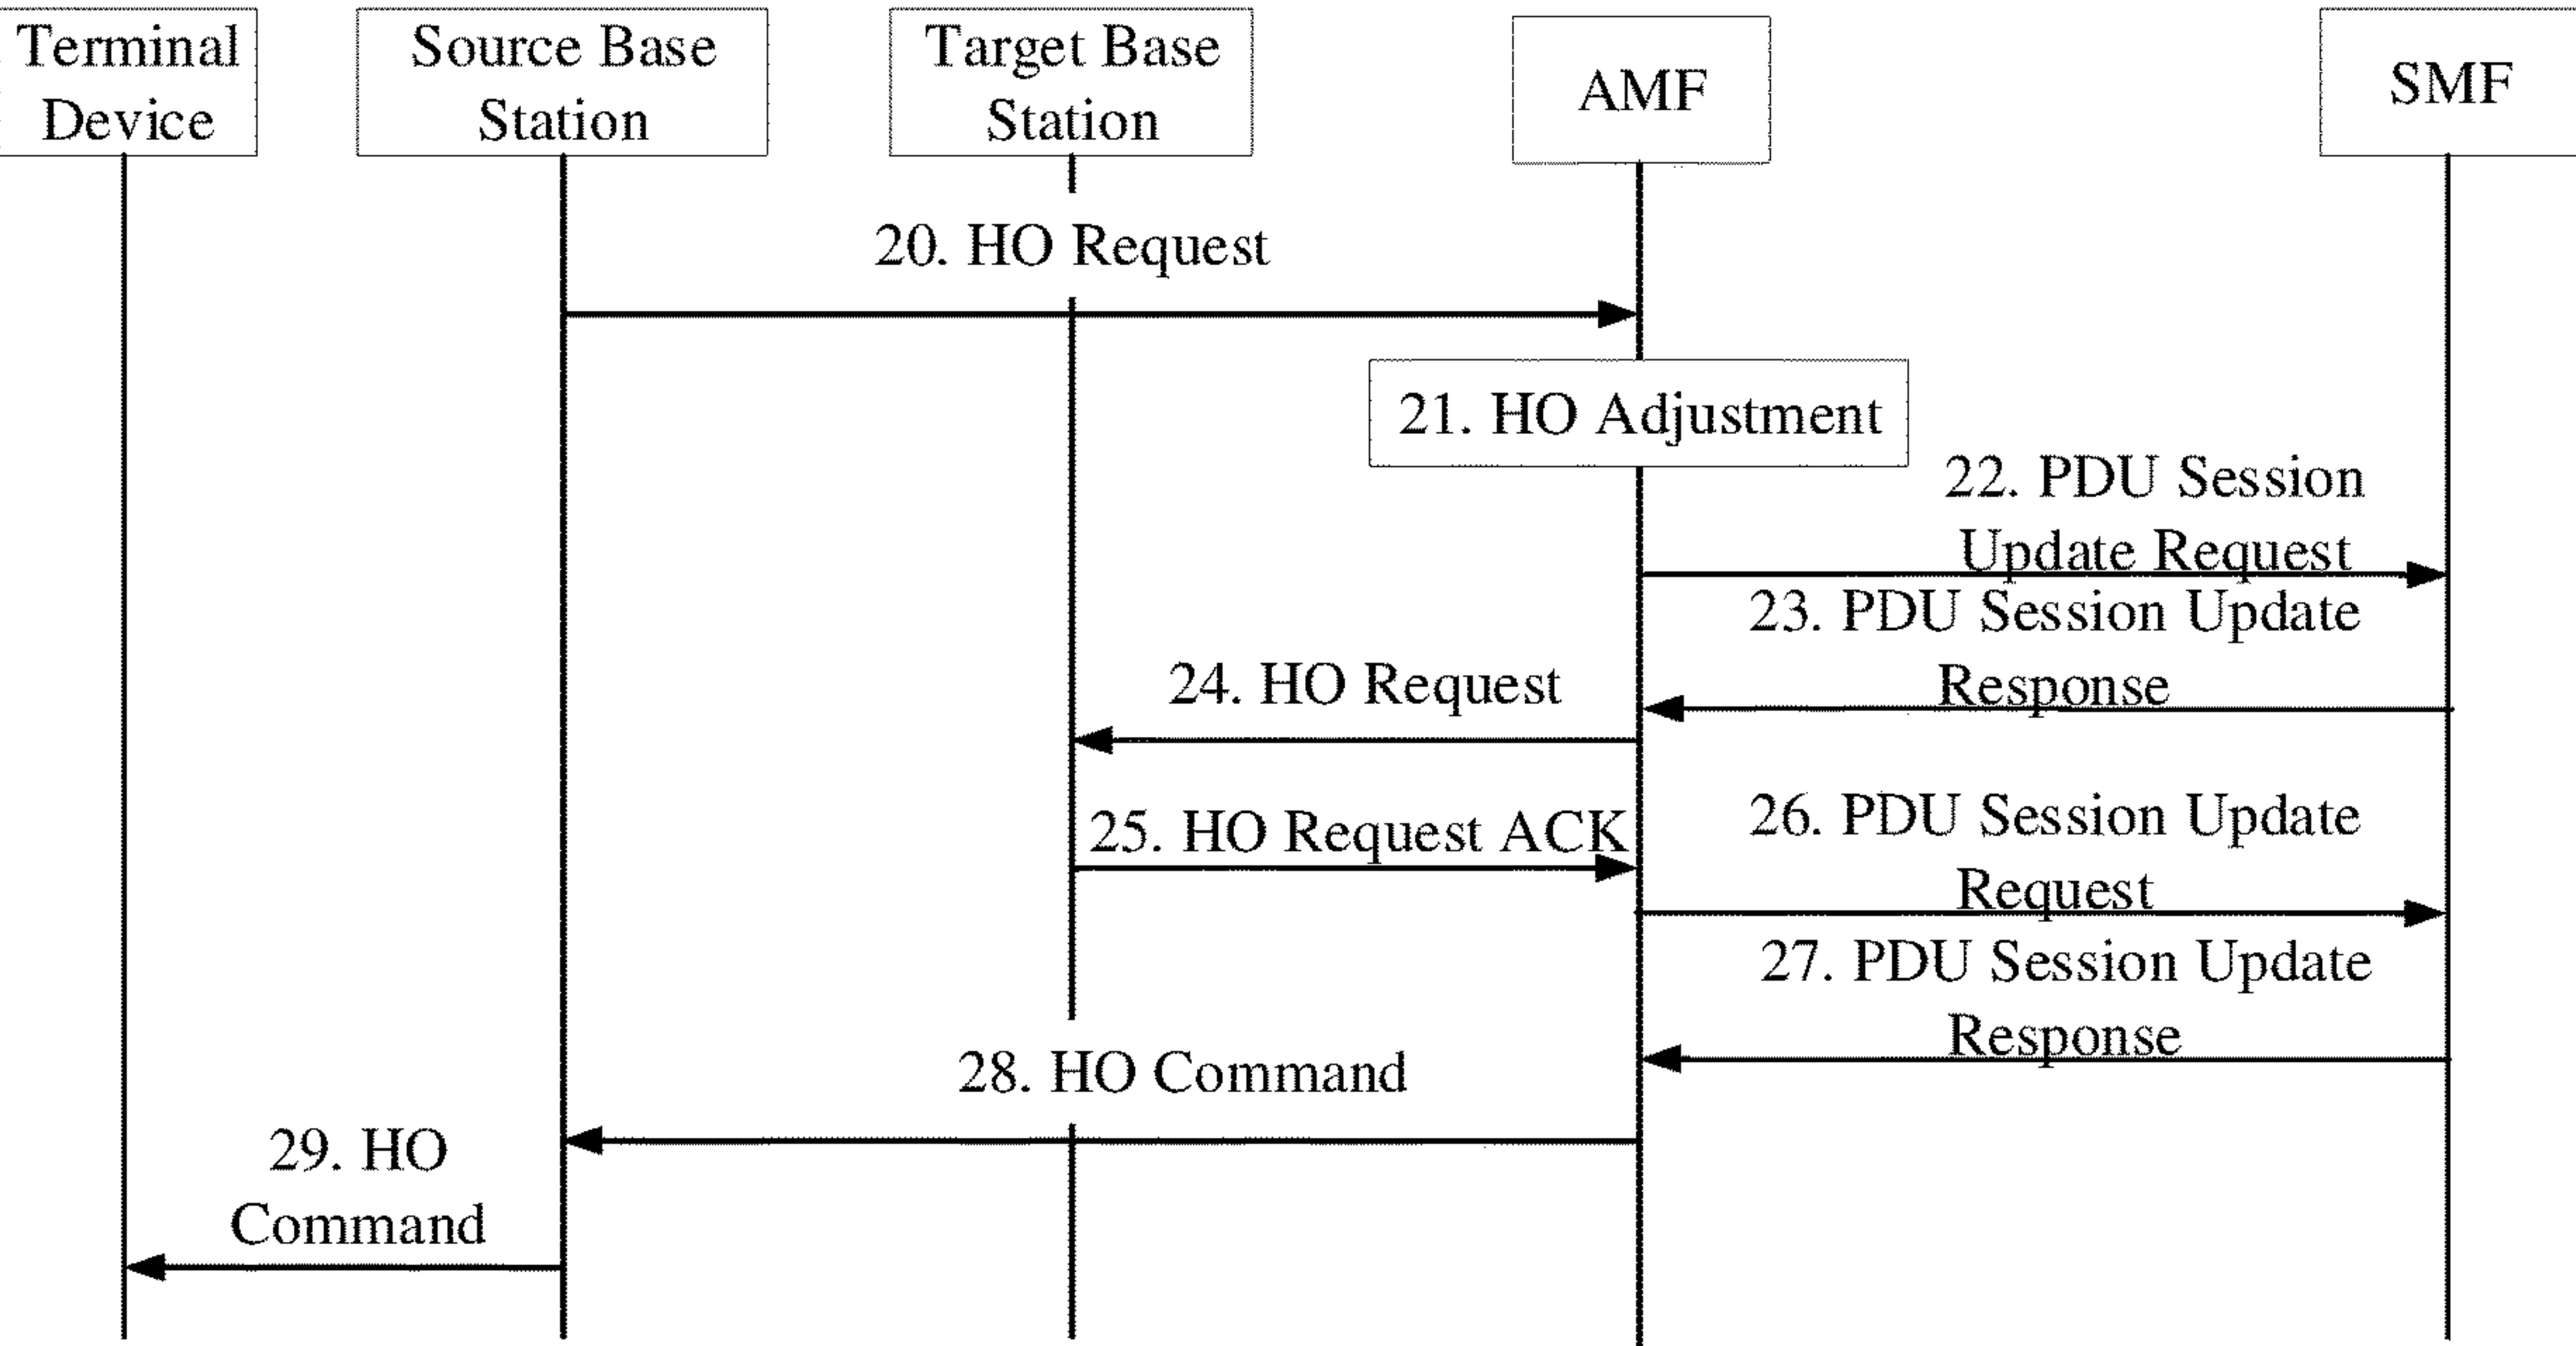 Terminal
Device
Source Base
Station
Target Base
Station
AMF
SMF
20. HO Request
21. HO Adjustment
22. PDU Session
Update Request
23. PDU Session Update
Response
24. HO Request
25. HO Request ACK
26. PDU Session Update
Request
27. PDU Session Update
Response
28. HO Command
29. HO
Command